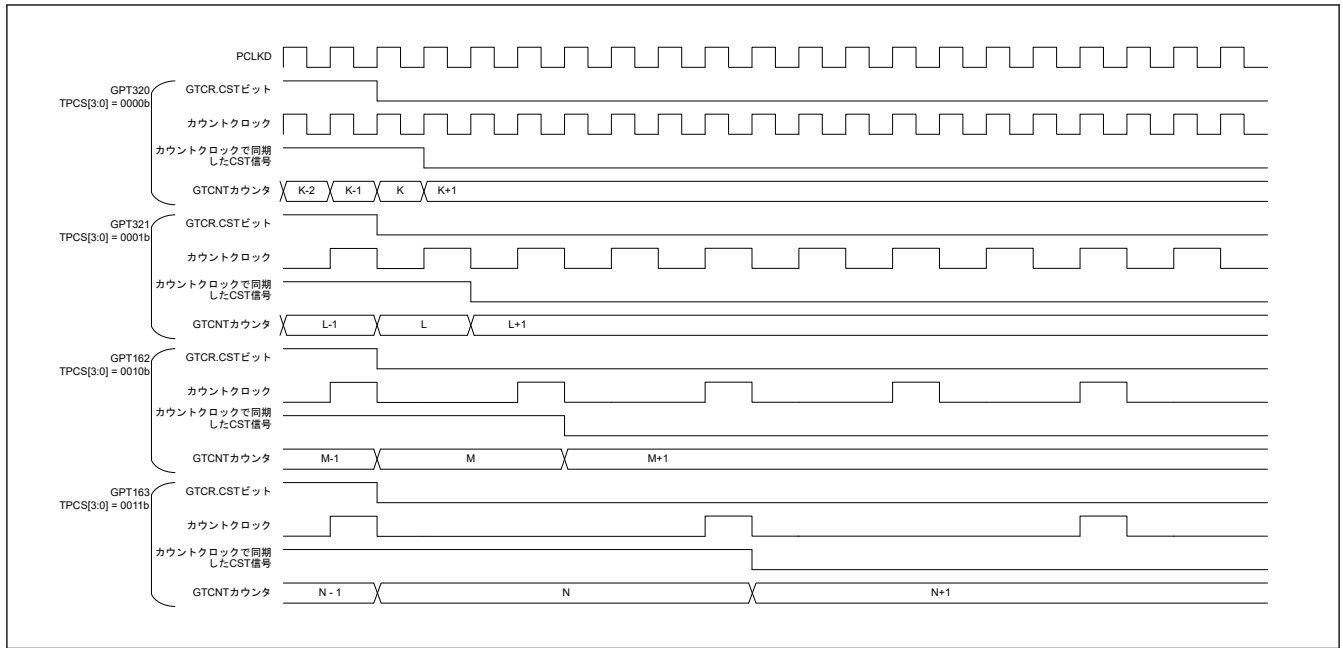 PCLKD
GPT320
TPCS[3:0] = 0000b
GTCR.CSTビット
カウントクロック
カウントクロックで同期
したCST信号
GTCNTカウンタ
K-2 K-1 K K+1
GPT321
TPCS[3:0] = 0001b
GTCR.CSTビット
カウントクロック
カウントクロックで同期
したCST信号
GTCNTカウンタ
L-1 L L+1
GPT162
TPCS[3:0] = 0010b
GTCR.CSTビット
カウントクロック
カウントクロックで同期
したCST信号
GTCNTカウンタ
M-1 M M+1
GPT163
TPCS[3:0] = 0011b
GTCR.CSTビット
カウントクロック
カウントクロックで同期
したCST信号
GTCNTカウンタ
N - 1 N N+1